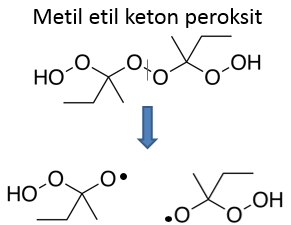 Metil etil keton peroksit
HO O O O O OH
HO O O• •O O OH